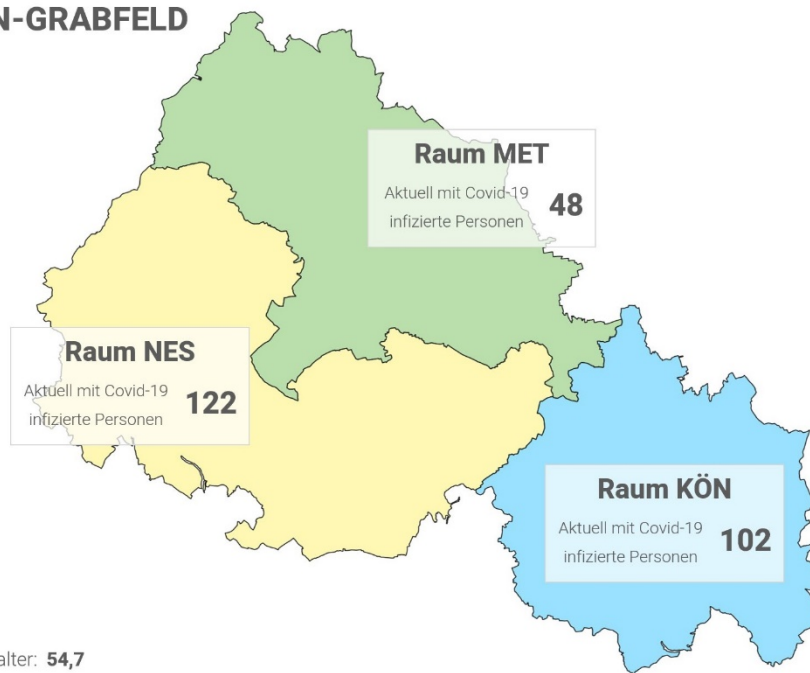 N-GRABFELD
Raum MET
Aktuell mit Covid-19
infizierte Personen
48
Raum NES
Aktuell mit Covid-19
infizierte Personen
122
Raum KÖN
Aktuell mit Covid-19
infizierte Personen
102
alter: 54,7